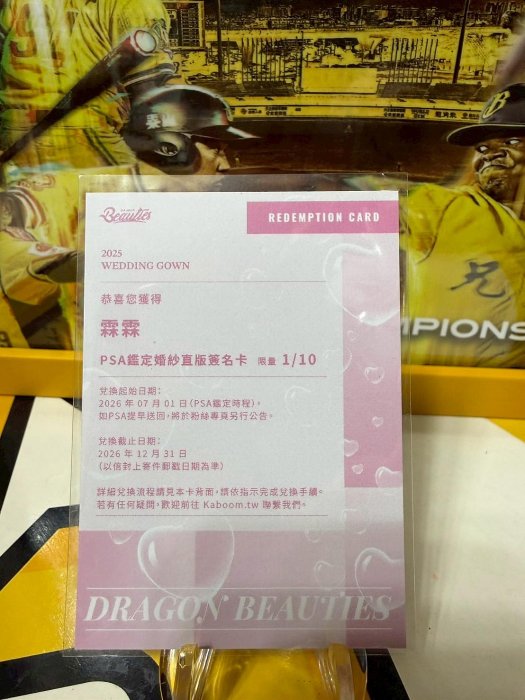 Beauties
REDEMPTION CARD
2025
WEDDING GOWN
恭喜您獲得
霖霖
PSA鑑定婚紗直版簽名卡 限量 1/10
兌換起始日期：
2026 年 07 月 01 日（PSA鑑定時程）。
如PSA提早送回，將於粉絲專頁另行公告。
兌換截止日期：
2026 年 12 月 31 日
（以信封上寄件郵戳日期為準）
詳細兌換流程請見本卡背面，請依指示完成兌換手續。
若有任何疑問，歡迎前往 Kaboom.tw 聯繫我們。
DRAGON BEAUTIES
兄
MPIONS